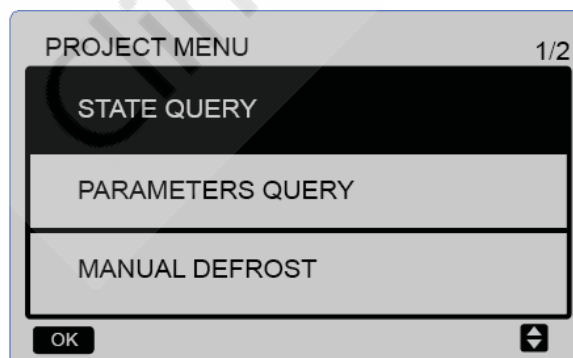 PROJECT MENU 1/2
STATE QUERY
PARAMETERS QUERY
MANUAL DEFROST
OK